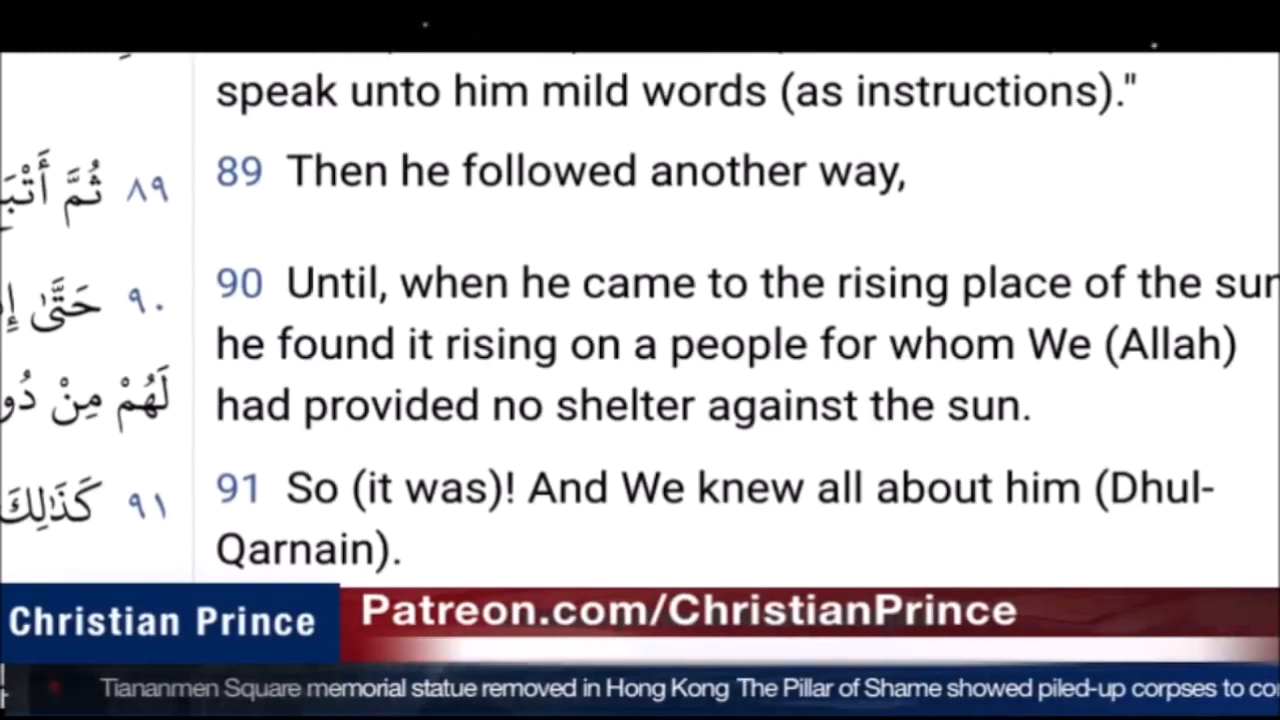 speak unto him mild words (as instructions)."
ثُمَّ ٨٩
89 Then he followed another way,
حَتَّىٰ ٩٠
90 Until, when he came to the rising place of the sun
he found it rising on a people for whom We (Allah)
لَهُمْ مِنْ
had provided no shelter against the sun.
كَذَٰلِكَ ٩١
91 So (it was)! And We knew all about him (Dhul-
Qarnain).
Christian Prince
Patreon.com/ChristianPrince
Tiananmen Square memorial statue removed in Hong Kong The Pillar of Shame showed piled-up corpses to